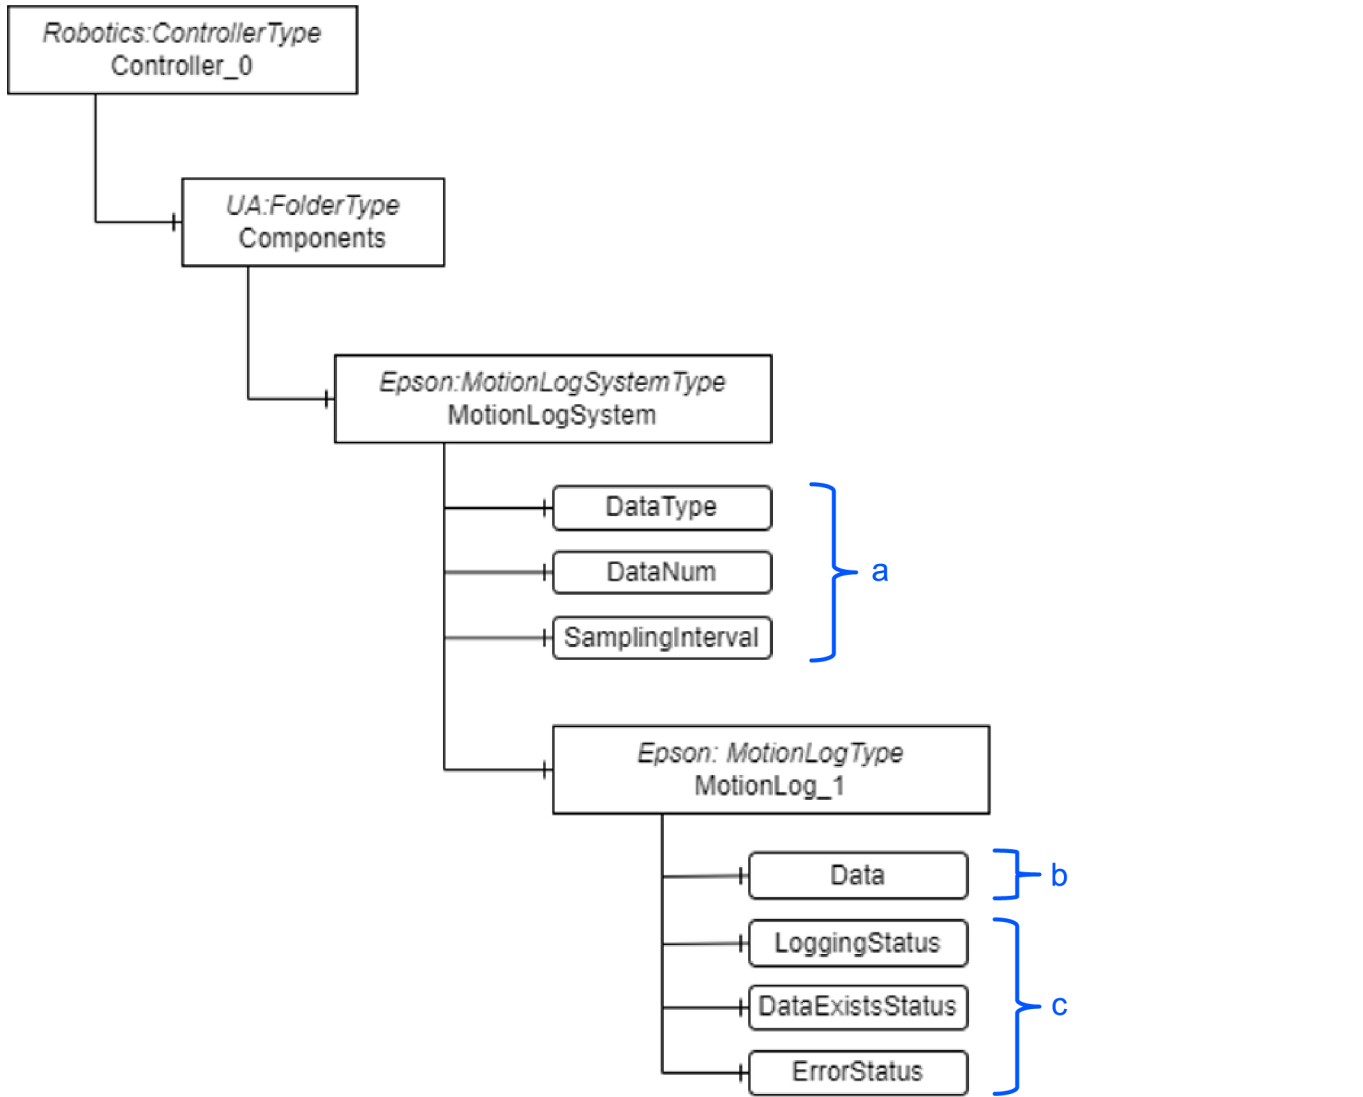 Robotics:ControllerType
Controller_0
UA:FolderType
Components
Epson:MotionLogSystemType
MotionLogSystem
DataType
DataNum
a
SamplingInterval
Epson: MotionLogType
MotionLog_1
Data
b
LoggingStatus
DataExistsStatus
c
ErrorStatus